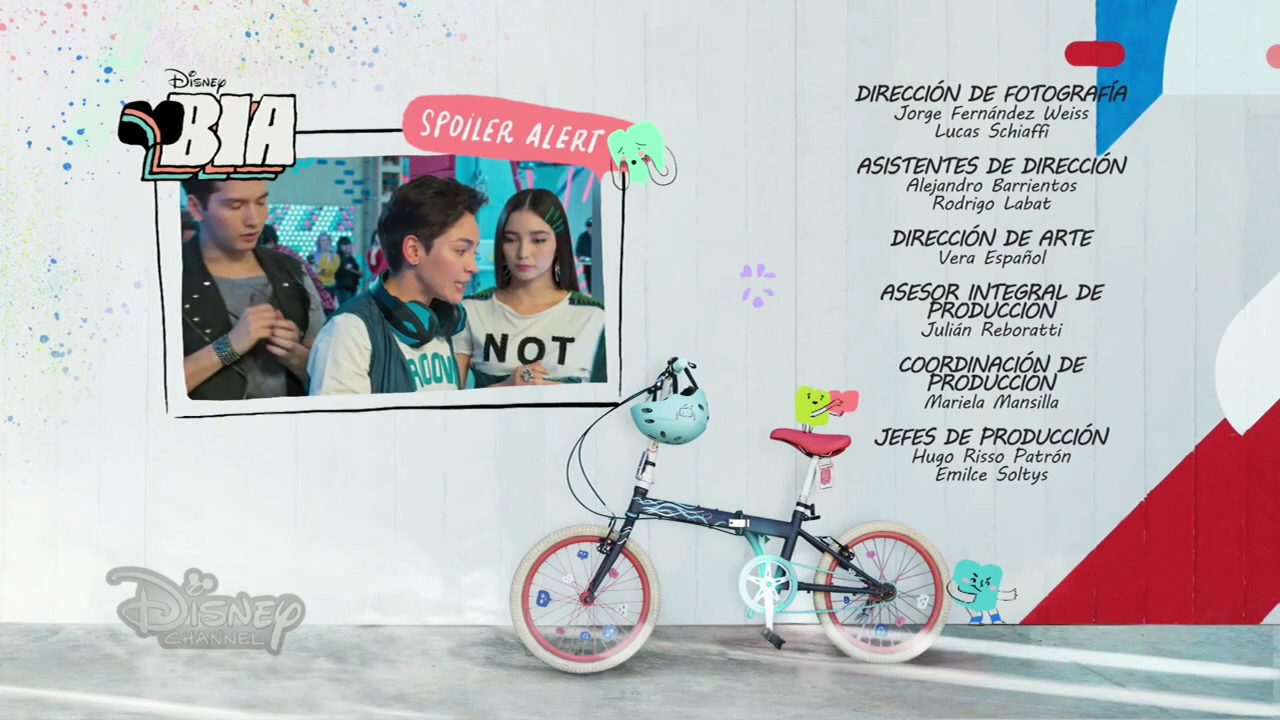 DISNEY
BIA
SPOILER ALERT
NOT
DIRECCIÓN DE FOTOGRAFÍA
Jorge Fernández Weiss
Lucas Schiaffi
ASISTENTES DE DIRECCIÓN
Alejandro Barrientos
Rodrigo Labat
DIRECCIÓN DE ARTE
Vera Español
ASESOR INTEGRAL DE
PRODUCCIÓN
Julián Reboratti
COORDINACIÓN DE
PRODUCCIÓN
Mariela Mansilla
JEFES DE PRODUCCIÓN
Hugo Risso Patrón
Emilce Soltys
DISNEY
CHANNEL